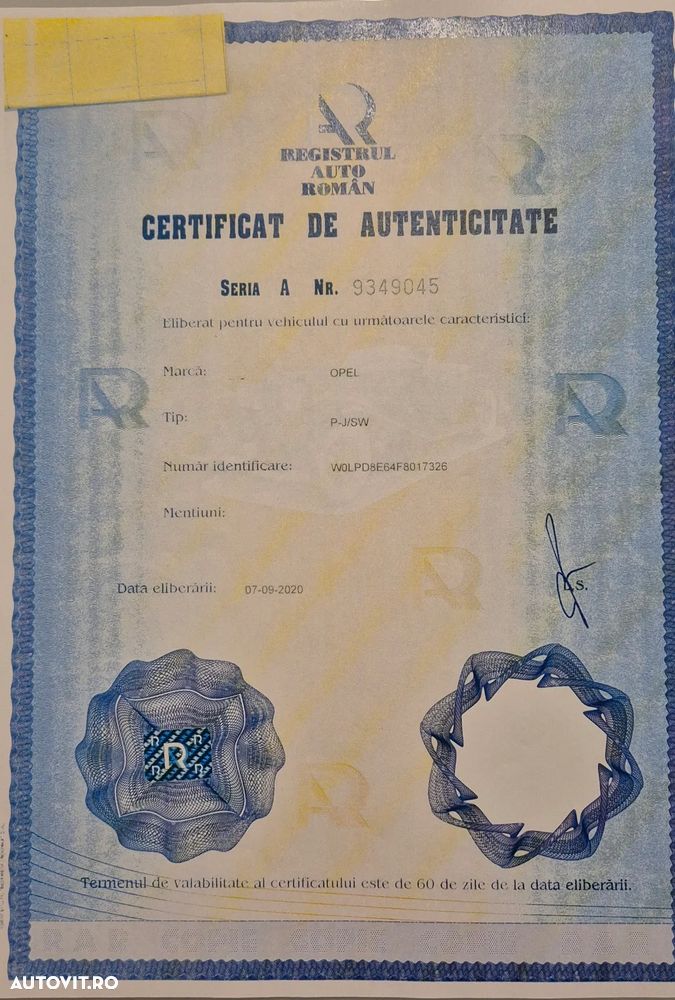 REGISTRUL
AUTO
ROMÂN
CERTIFICAT DE AUTENTICITATE
SERIA A NR. 9349045
Eliberat pentru vehiculul cu următoarele caracteristici:
Marcă: OPEL
Tip: P-J/SW
Număr identificare: W0LPD8E64F8017326
Mentiuni:
Data eliberării: 07-09-2020
L.S.
R
Termenul de valabilitate al certificatului este de 60 de zile de la data eliberării.
AUTOVIT.RO